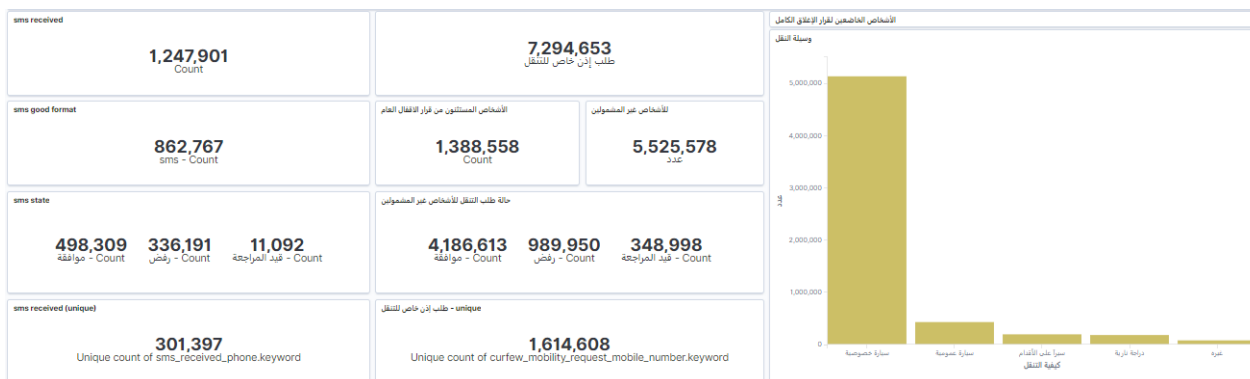 sms received
1,247,901
Count
7,294,653
طلب إذن خاص للتنقل
sms good format
862,767
sms - Count
الأشخاص المستثنون من قرار الاقفال العام
1,388,558
Count
للأشخاص غير المشمولين
5,525,578
عدد
sms state
498,309
موافقة - Count
336,191
رفض - Count
11,092
قيد المراجعة - Count
حالة طلب التنقل للأشخاص غير المشمولين
4,186,613
موافقة - Count
989,950
رفض - Count
348,998
قيد المراجعة - Count
sms received (unique)
301,397
Unique count of sms_received_phone.keyword
طلب إذن خاص للتنقل - unique
1,614,608
Unique count of curfew_mobility_request_mobile_number.keyword
الأشخاص الخاضعين لقرار الإغلاق الكامل
وسيلة التنقل
5,000,000
4,000,000
3,000,000
2,000,000
1,000,000
0
عدد
سيارة خصوصية
سيارة عمومية
سيراً على الأقدام
دراجة نارية
غيره
كيفية التنقل